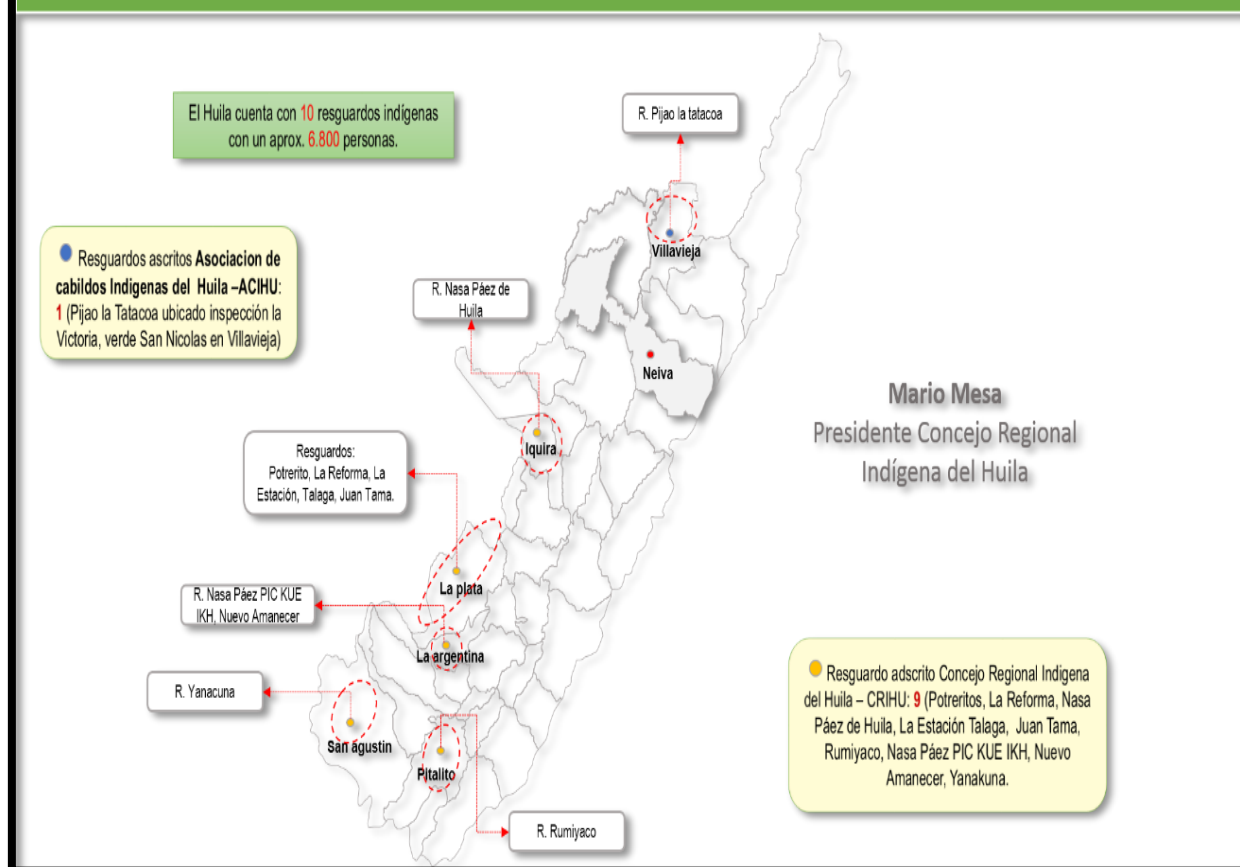 El Huila cuenta con 10 resguardos indígenas
con un aprox. 6.800 personas.
R. Pijao la tatacoa
Villavieja
Resguardos ascritos Asociacion de
cabildos Indigenas del Huila –ACIHU:
1 (Pijao la Tatacoa ubicado inspección la
Victoria, verde San Nicolas en Villavieja)
R. Nasa Páez de
Huila
Neiva
Mario Mesa
Presidente Concejo Regional
Indígena del Huila
Iquira
Resguardos:
Potrerito, La Reforma, La
Estación, Talaga, Juan Tama.
La plata
R. Nasa Páez PIC KUE
IKH, Nuevo Amanecer
La argentina
R. Yanacuna
San agustin
Pitalito
R. Rumiyaco
Resguardo adscrito Concejo Regional Indigena
del Huila – CRIHU: 9 (Potreritos, La Reforma, Nasa
Páez de Huila, La Estación Talaga, Juan Tama,
Rumiyaco, Nasa Páez PIC KUE IKH, Nuevo
Amanecer, Yanakuna.